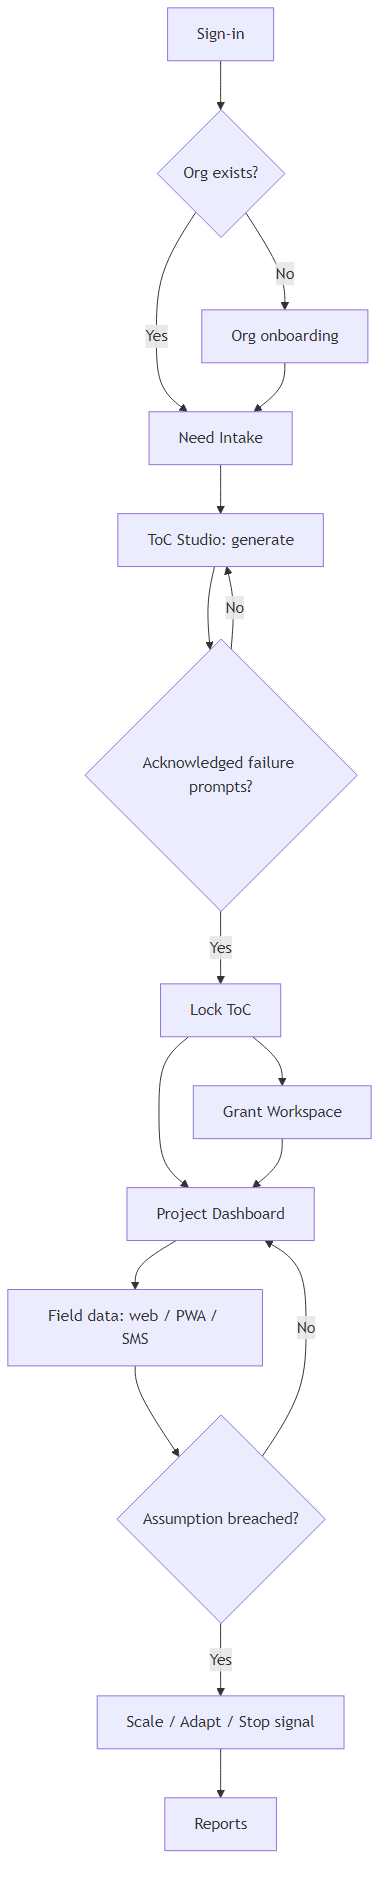 Sign-in
Org exists?
No
Yes
Org onboarding
Need Intake
ToC Studio: generate
No
Acknowledged failure
prompts?
Yes
Lock ToC
Grant Workspace
Project Dashboard
Field data: web / PWA /
SMS
No
Assumption breached?
Yes
Scale / Adapt / Stop signal
Reports